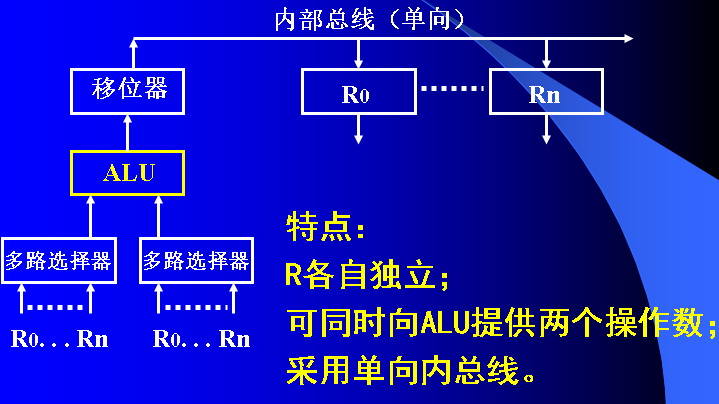 内部总线（单向）
移位器
R0
Rn
ALU
多路选择器
多路选择器
R0. . . Rn
R0. . . Rn
特点：
R各自独立；
可同时向ALU提供两个操作数；
采用单向内总线。